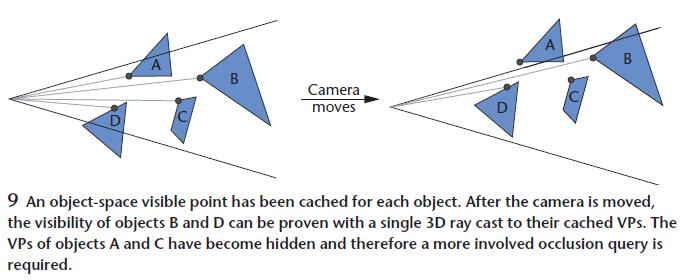 A
B
C
D
Camera
moves
A
B
C
D
9 An object-space visible point has been cached for each object. After the camera is moved,
the visibility of objects B and D can be proven with a single 3D ray cast to their cached VPs. The
VPs of objects A and C have become hidden and therefore a more involved occlusion query is
required.